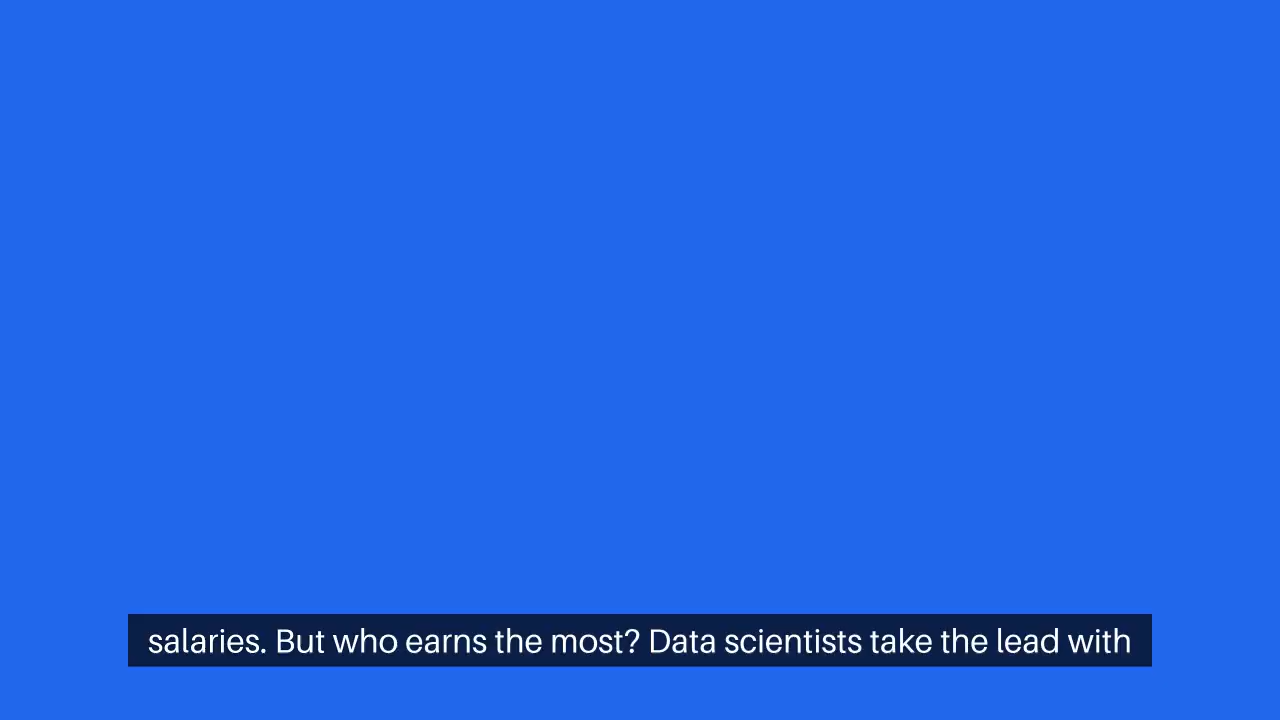 salaries. But who earns the most? Data scientists take the lead with